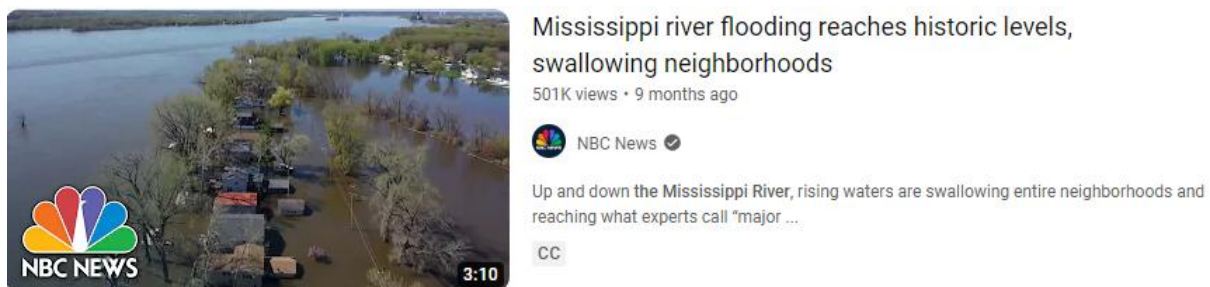 Mississippi river flooding reaches historic levels,
swallowing neighborhoods
501K views • 9 months ago
NBC News
Up and down the Mississippi River, rising waters are swallowing entire neighborhoods and
reaching what experts call “major ...
CC
NBC NEWS
3:10